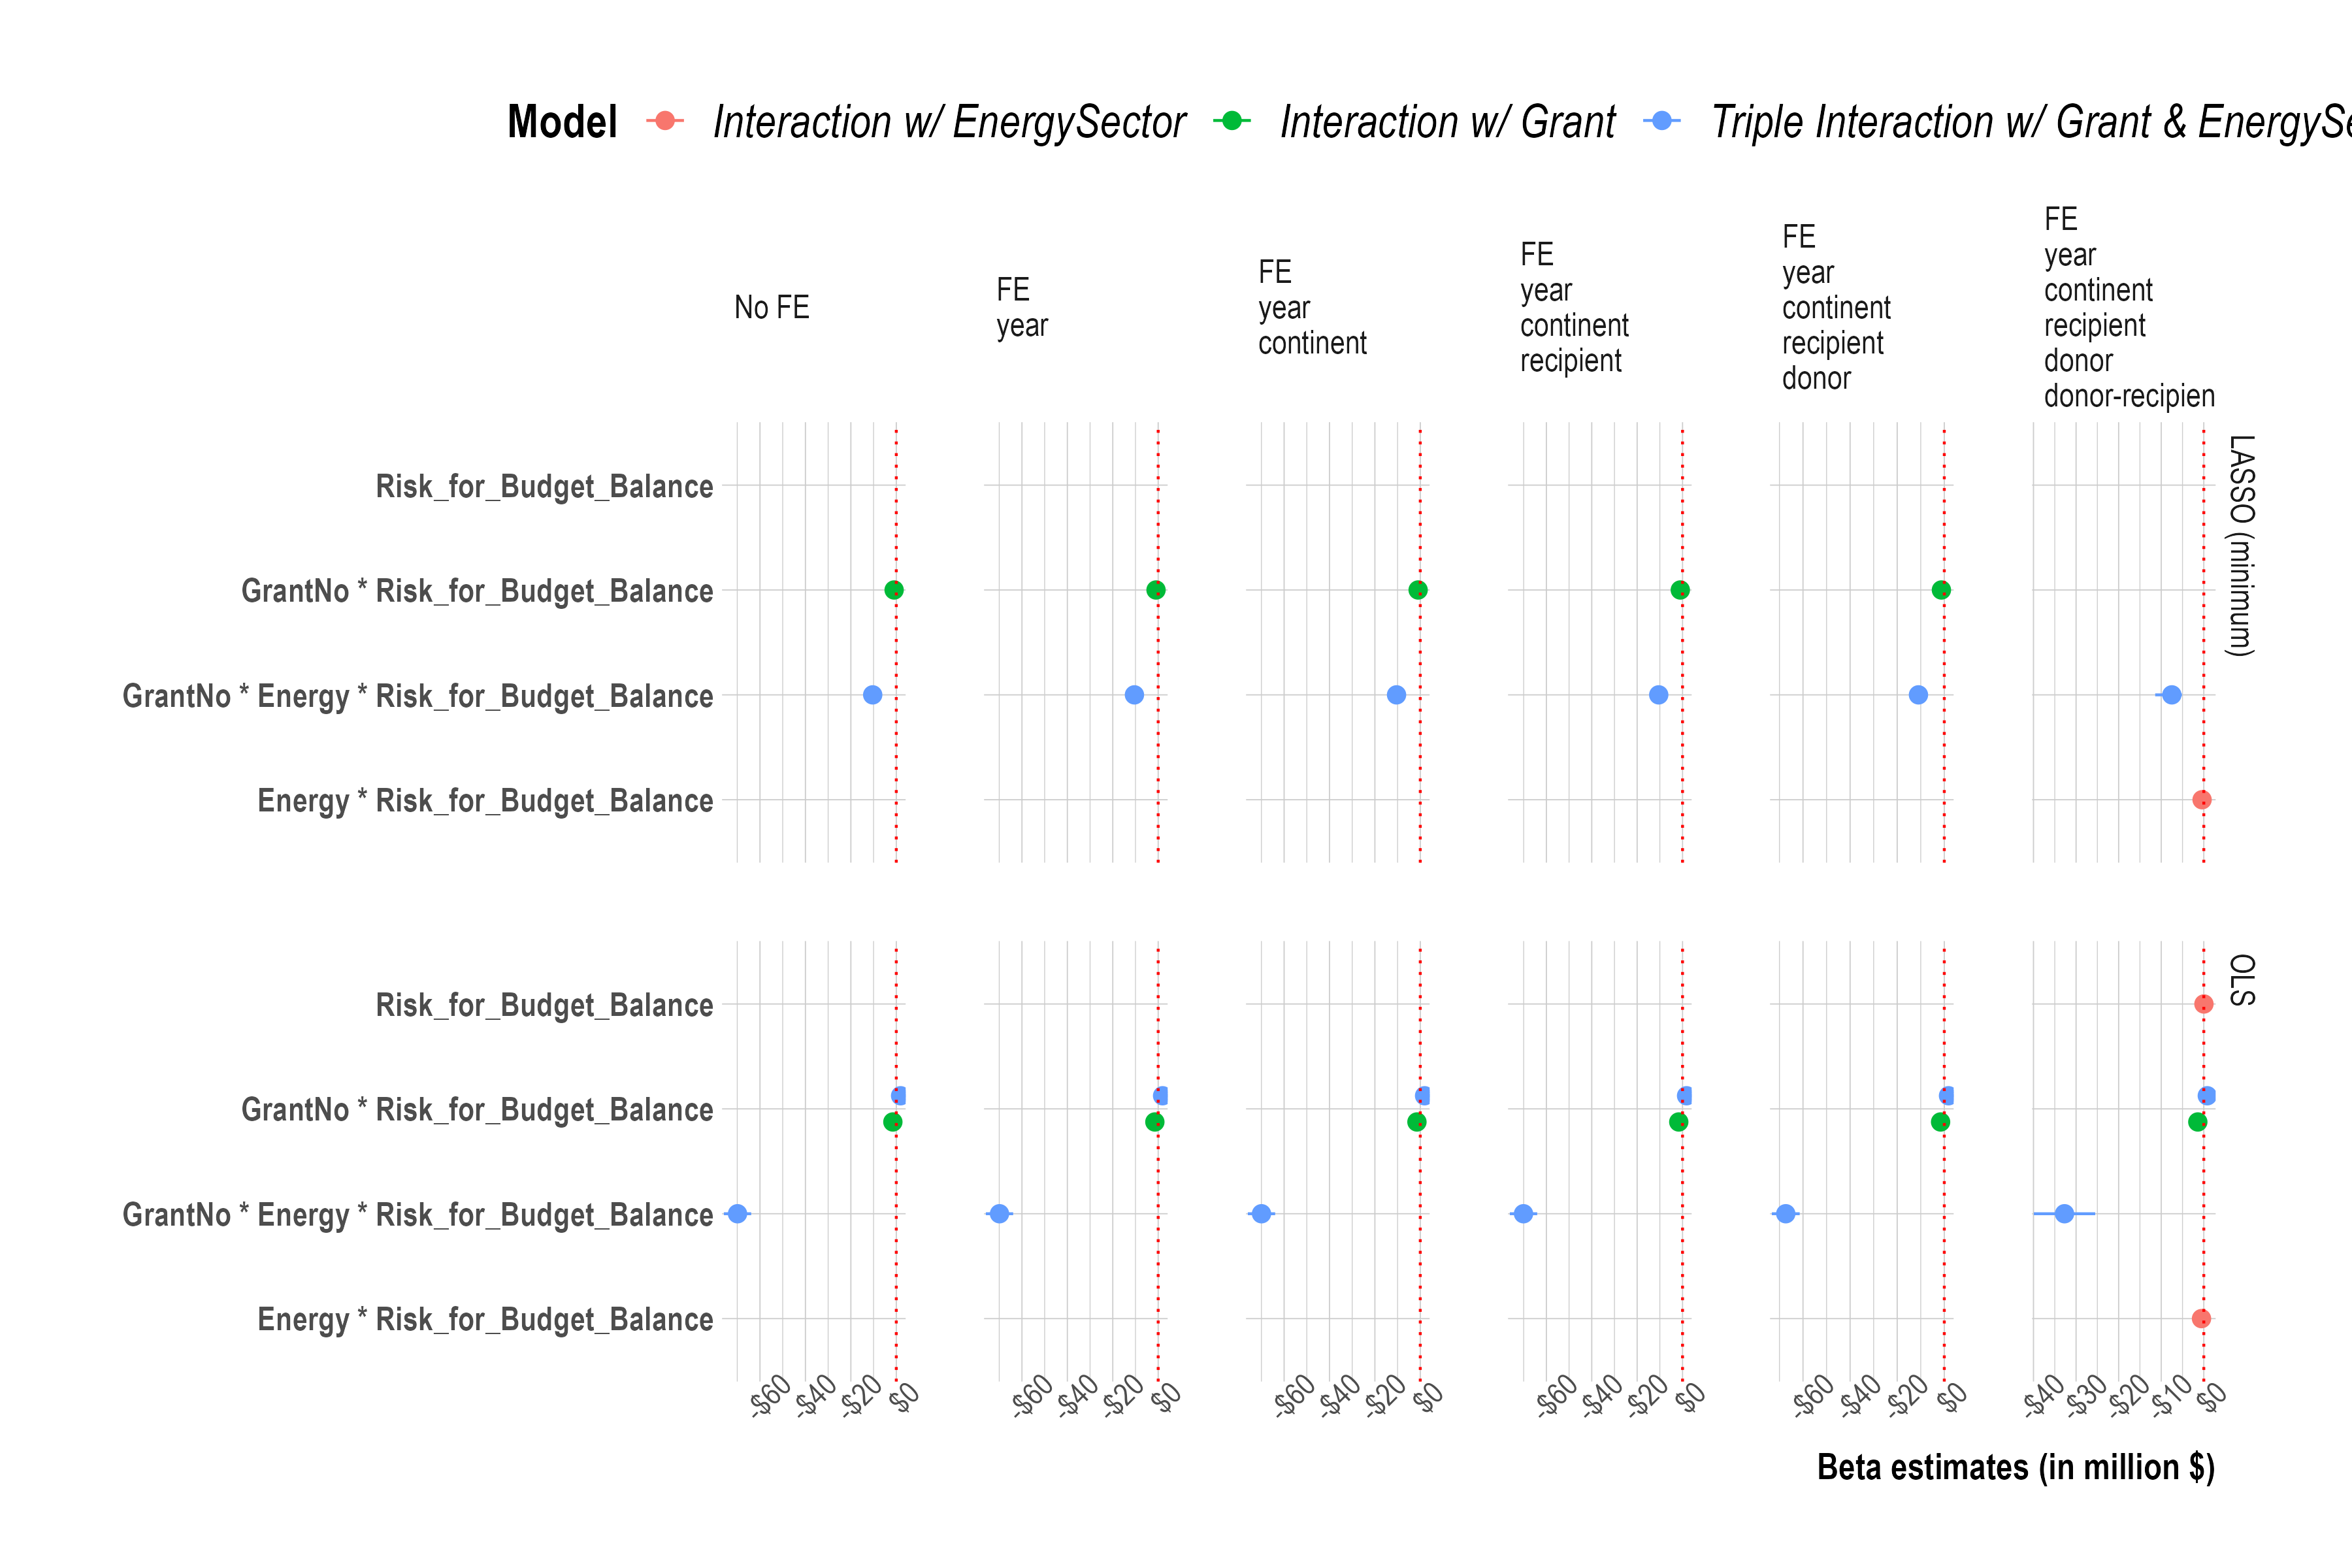 Model Interaction w/ EnergySector Interaction w/ Grant Triple Interaction w/ Grant & EnergySe
No FE
FE
year
FE
year
continent
FE
year
continent
recipient
FE
year
continent
recipient
donor
FE
year
continent
recipient
donor
donor-recipien
Risk_for_Budget_Balance
GrantNo * Risk_for_Budget_Balance
GrantNo * Energy * Risk_for_Budget_Balance
Energy * Risk_for_Budget_Balance
LASSO (minimum)
Risk_for_Budget_Balance
GrantNo * Risk_for_Budget_Balance
GrantNo * Energy * Risk_for_Budget_Balance
Energy * Risk_for_Budget_Balance
OLS
-$60 -$40 -$20 $0
-$60 -$40 -$20 $0
-$60 -$40 -$20 $0
-$60 -$40 -$20 $0
-$60 -$40 -$20 $0
-$40 -$30 -$20 -$10 $0
Beta estimates (in million $)